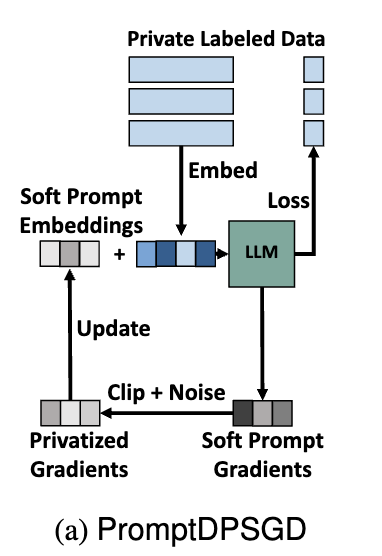 Private Labeled Data
Embed
Soft Prompt
Embeddings
Loss
+
LLM
Update
Clip + Noise
Privatized
Gradients
Soft Prompt
Gradients
(a) PromptDPSGD